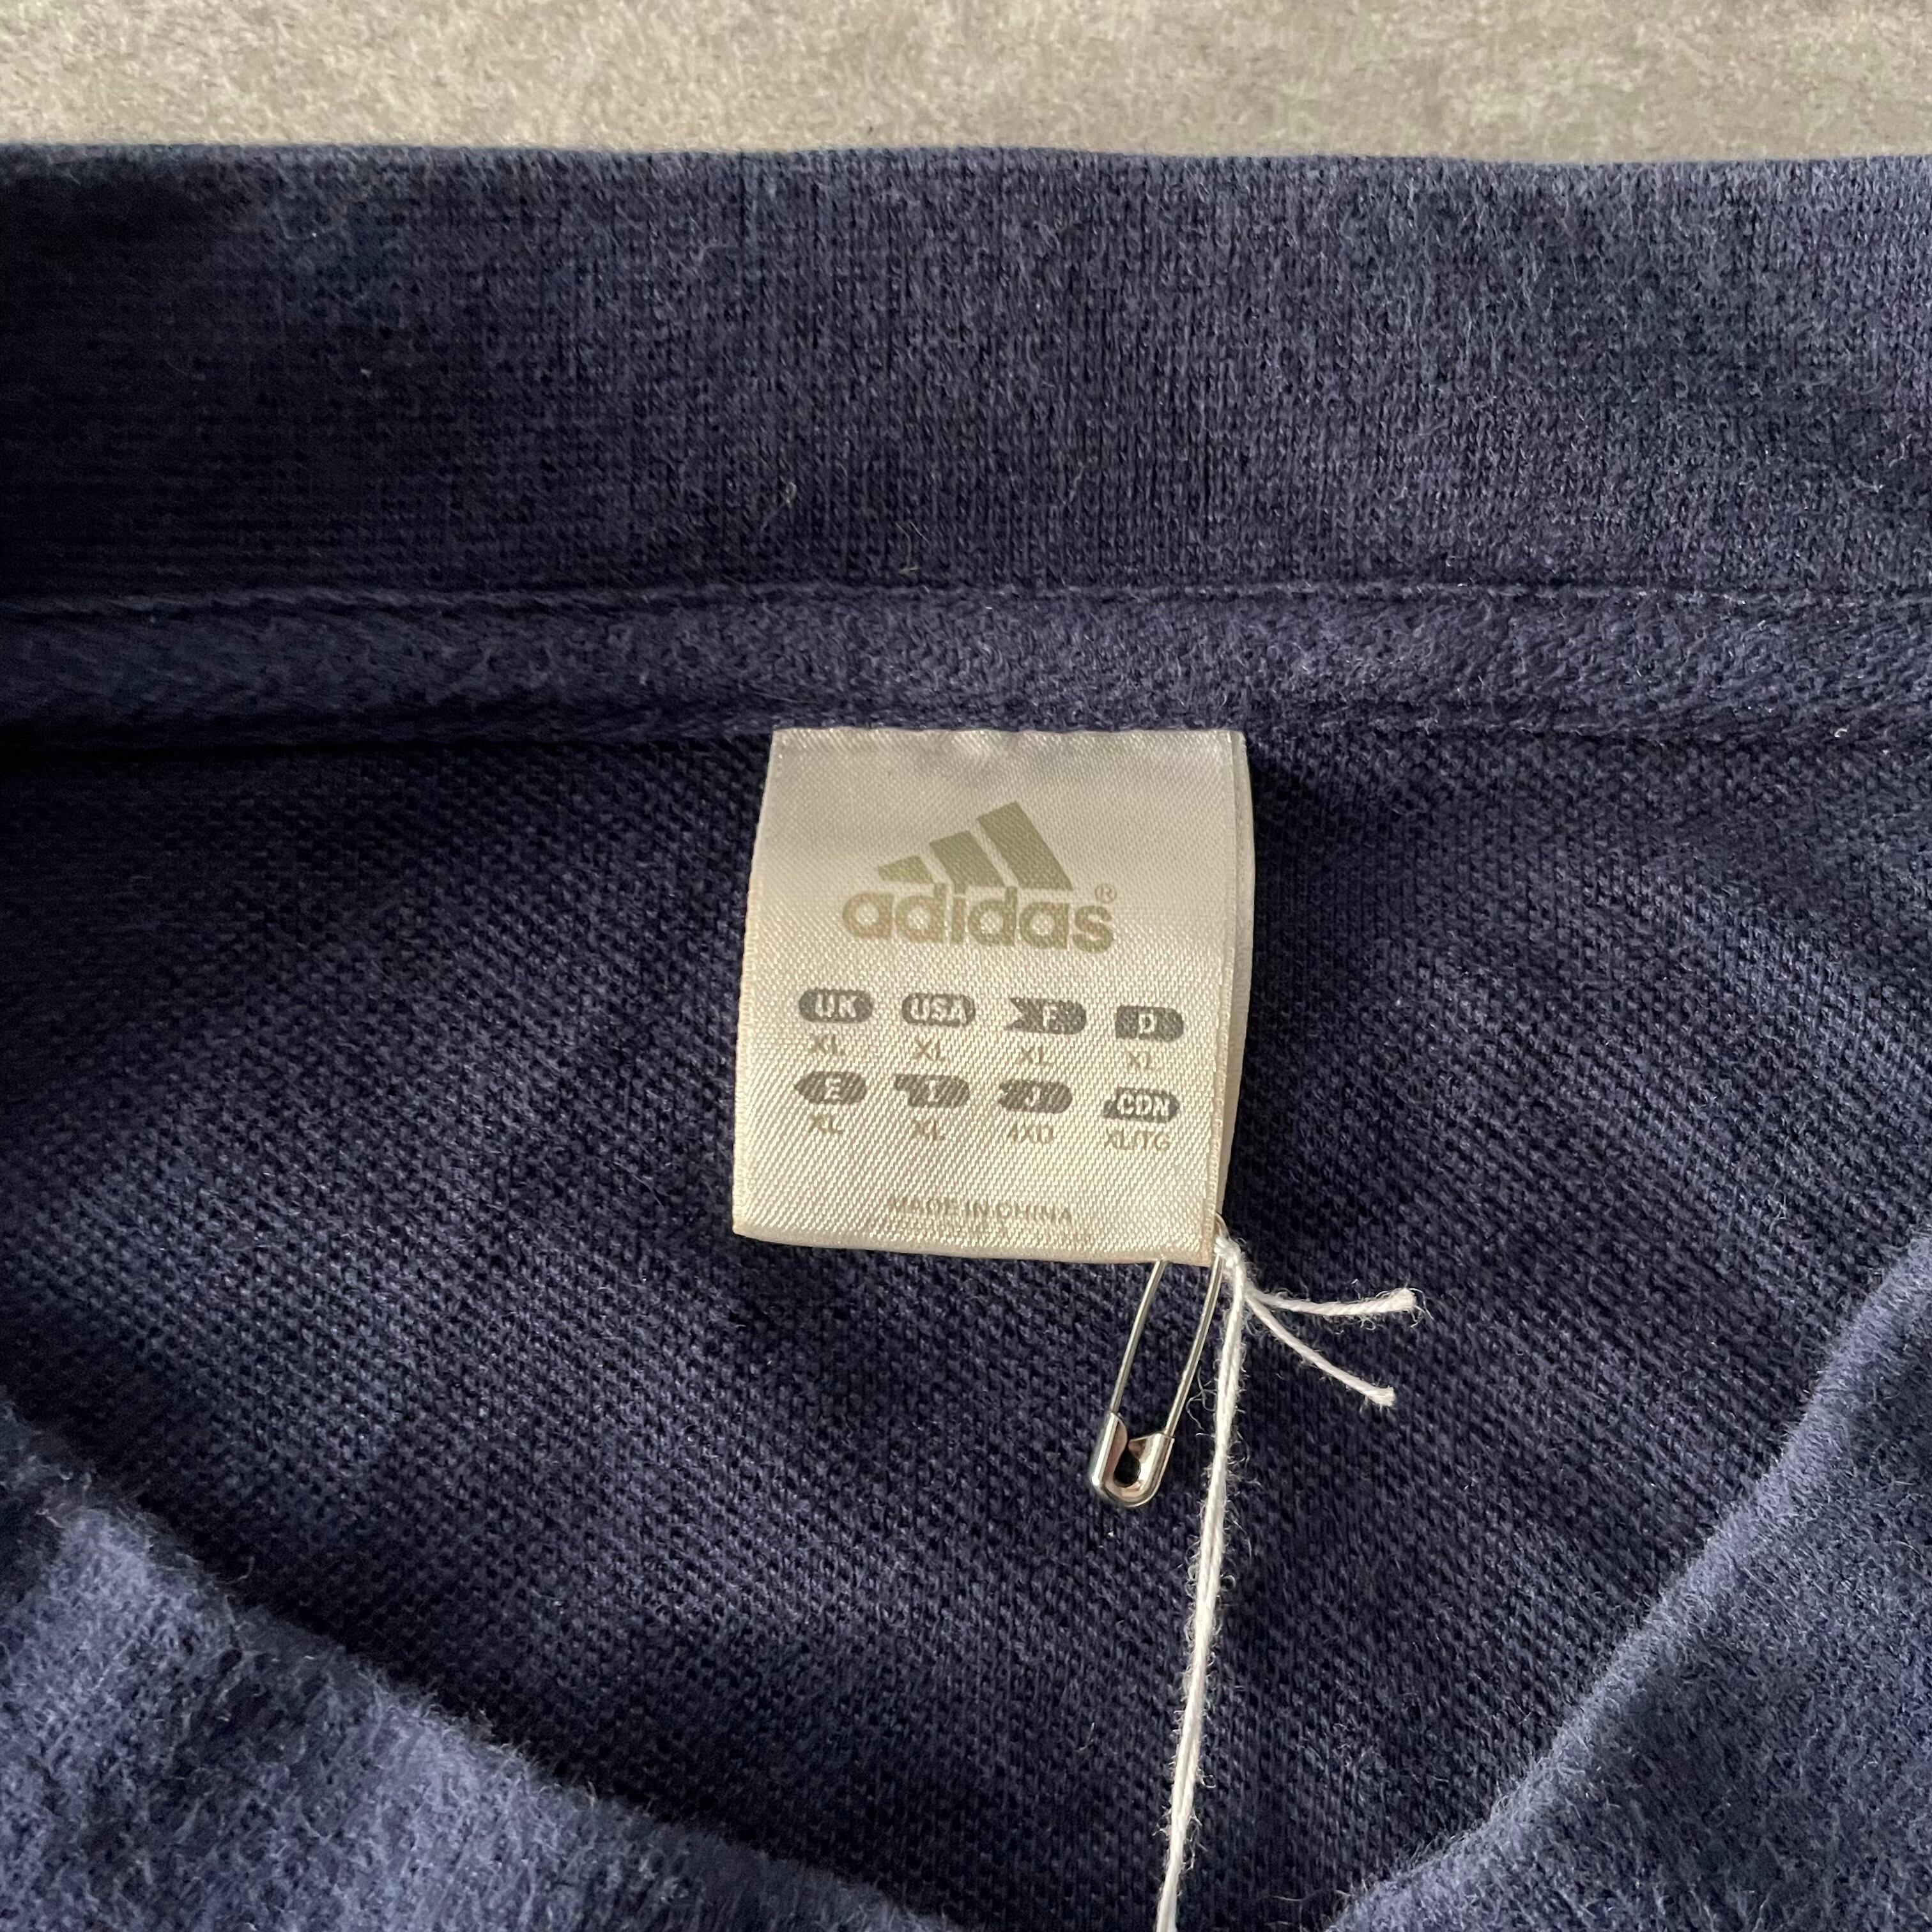 adidas®
UK USA F D
XL XL XL XL
E I J CDN
XL XL 4XO XL/TG
MADE IN CHINA